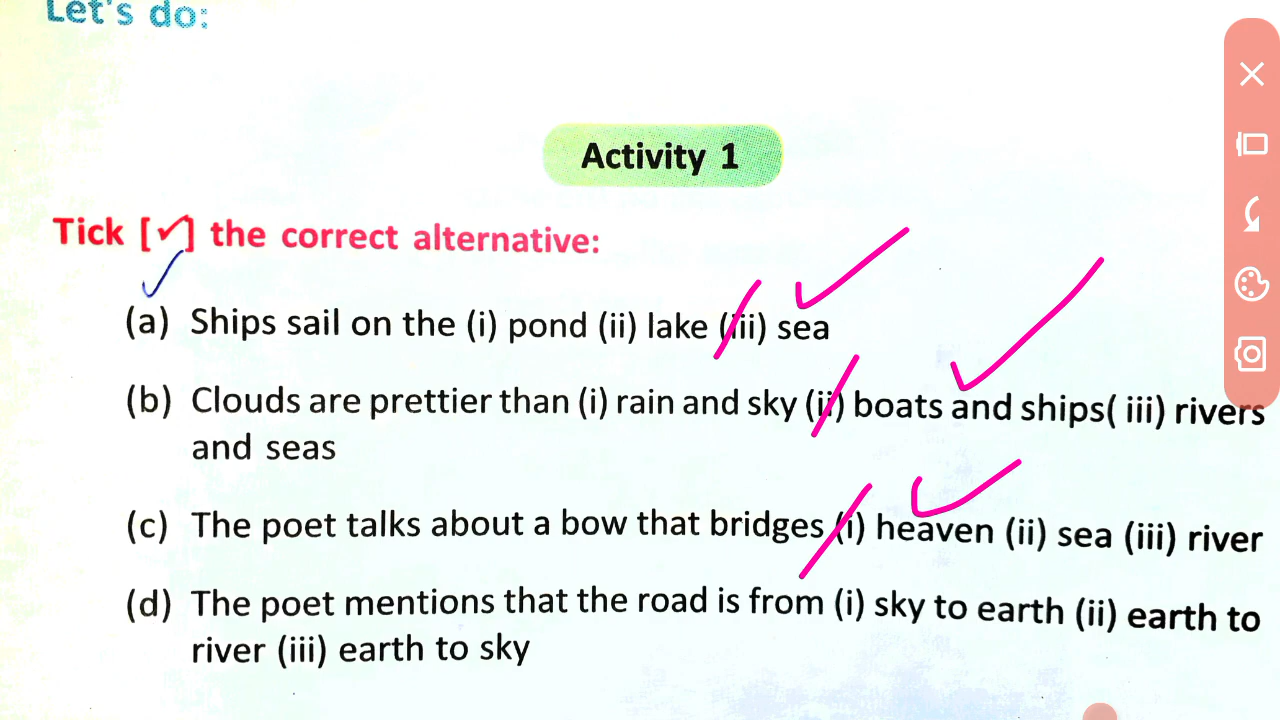 Let's do:
Activity 1
Tick [✓] the correct alternative:
(a) Ships sail on the (i) pond (ii) lake (iii) sea
(b) Clouds are prettier than (i) rain and sky (ii) boats and ships( iii) rivers
and seas
(c) The poet talks about a bow that bridges (i) heaven (ii) sea (iii) river
(d) The poet mentions that the road is from (i) sky to earth (ii) earth to
river (iii) earth to sky